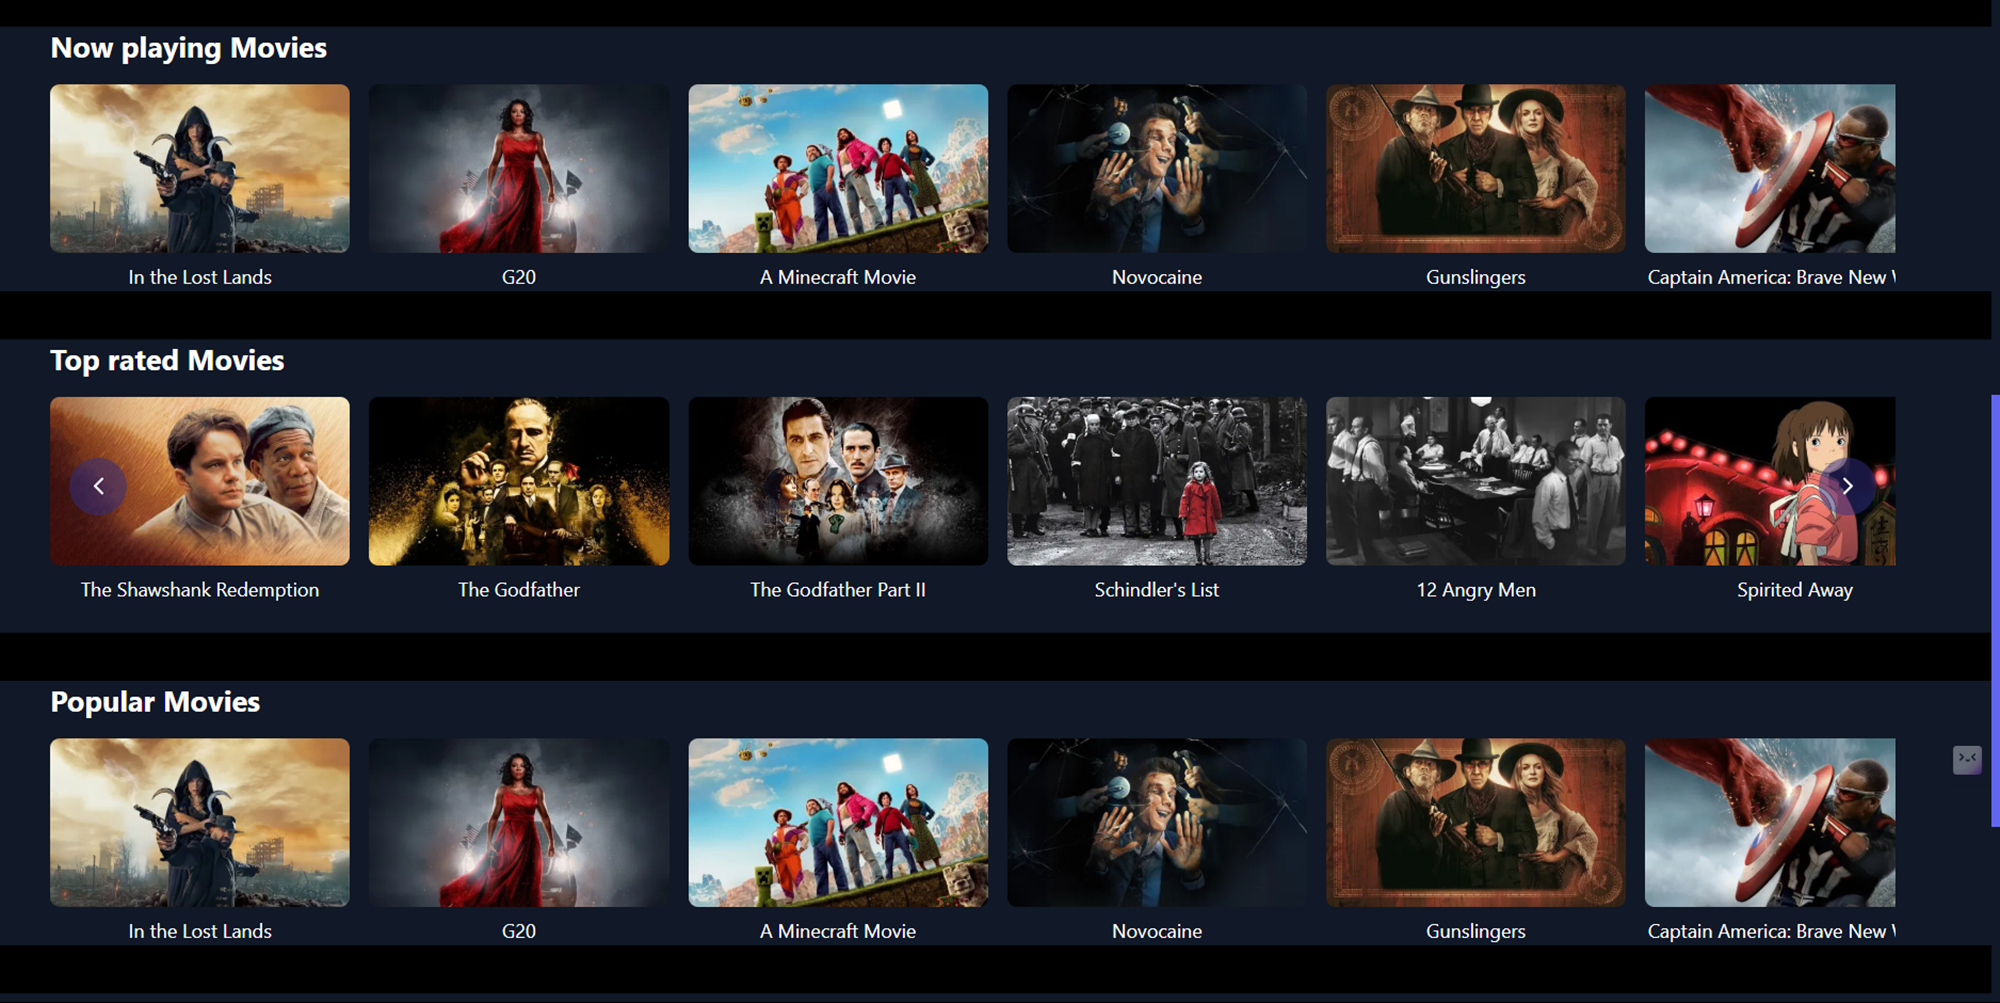 Now playing Movies
In the Lost Lands
G20
A Minecraft Movie
Novocaine
Gunslingers
Captain America: Brave New
Top rated Movies
The Shawshank Redemption
The Godfather
The Godfather Part II
Schindler's List
12 Angry Men
Spirited Away
Popular Movies
In the Lost Lands
G20
A Minecraft Movie
Novocaine
Gunslingers
Captain America: Brave New